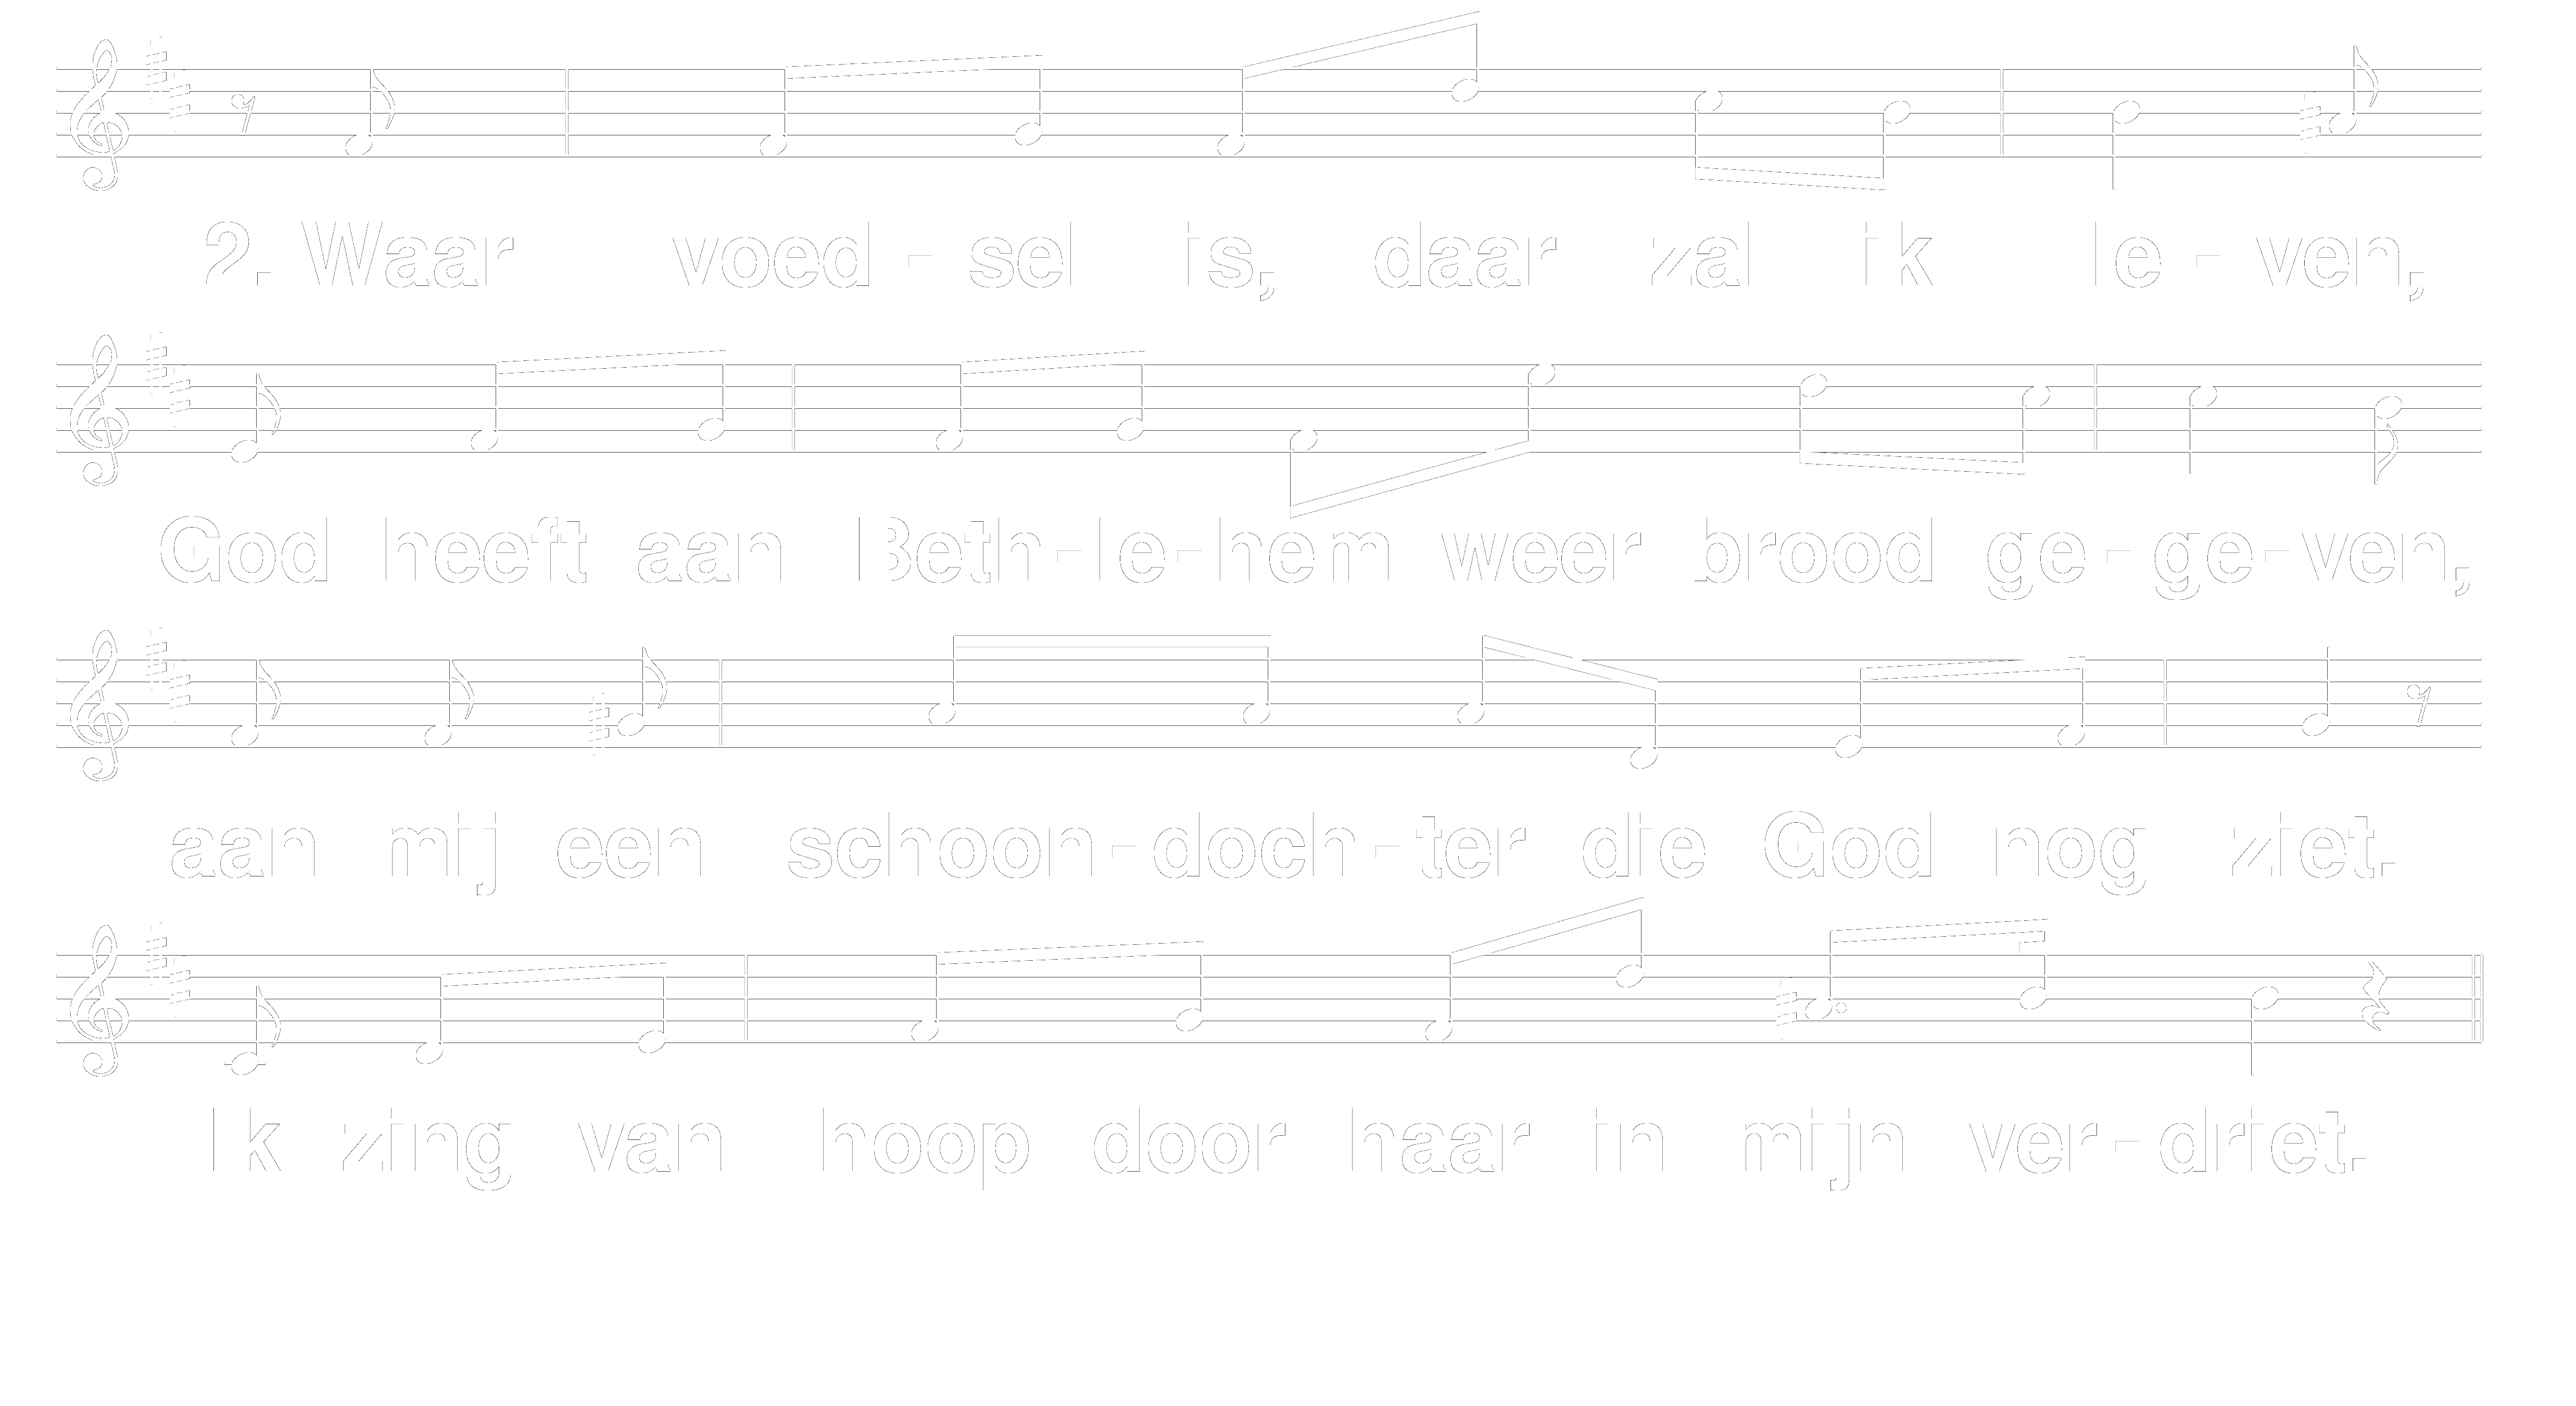 2. Waar voed - sel is, daar zal ik le - ven,
God heeft aan Beth - le - hem weer brood ge - ge - ven,
aan mij een schoon - doch - ter die God nog ziet.
Ik zing van hoop door haar in mijn ver - driet.